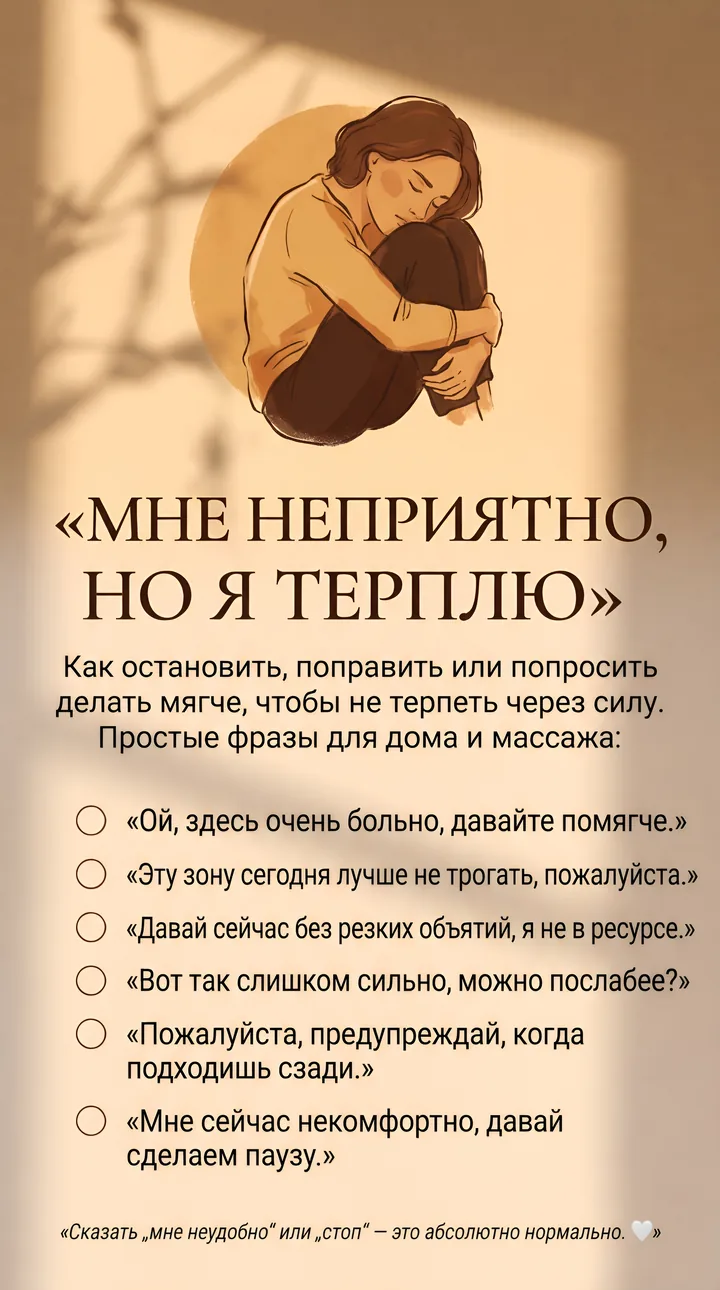 «МНЕ НЕПРИЯТНО,
НО Я ТЕРПЛЮ»
Как остановить, поправить или попросить
делать мягче, чтобы не терпеть через силу.
Простые фразы для дома и массажа:
«Ой, здесь очень больно, давайте помягче.»
«Эту зону сегодня лучше не трогать, пожалуйста.»
«Давай сейчас без резких объятий, я не в ресурсе.»
«Вот так слишком сильно, можно послабее?»
«Пожалуйста, предупреждай, когда
подходишь сзади.»
«Мне сейчас некомфортно, давай
сделаем паузу.»
«Сказать „мне неудобно“ или „стоп“ — это абсолютно нормально. 🤍»